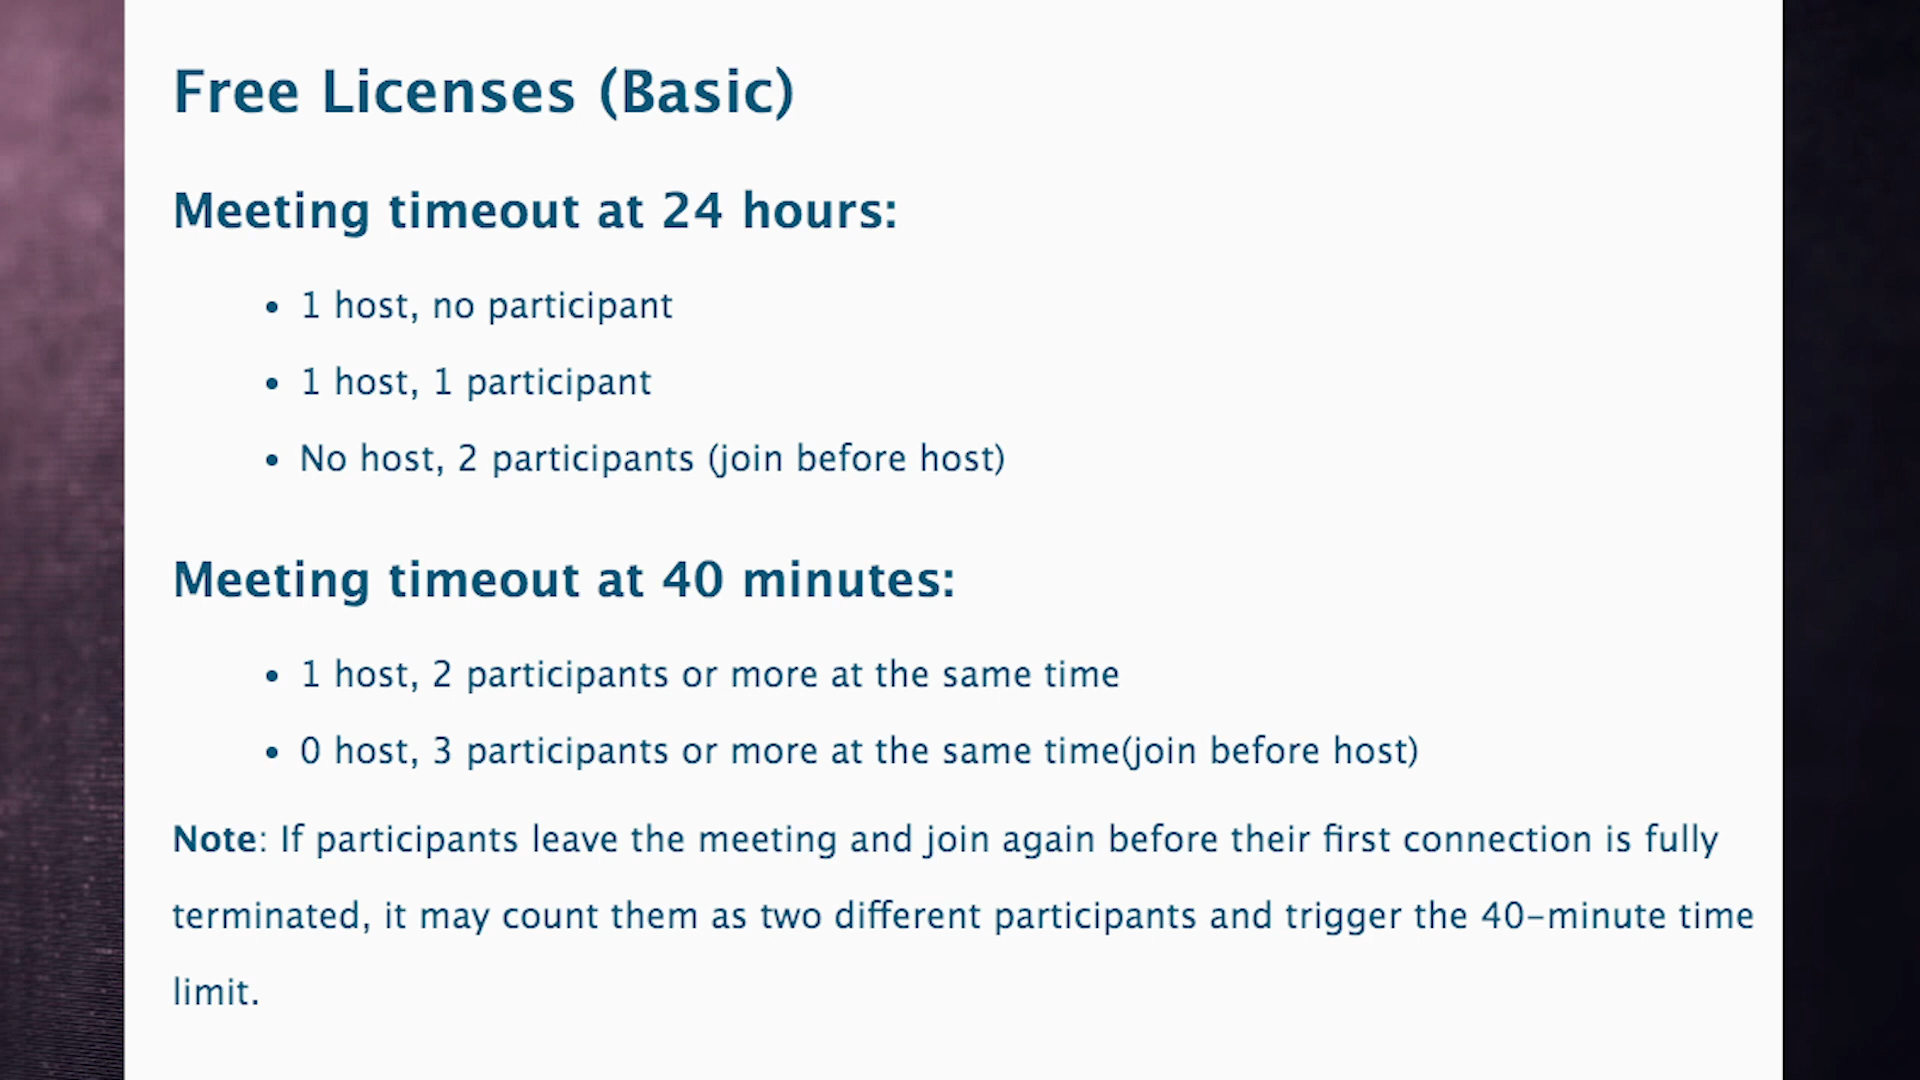 Free Licenses (Basic)
Meeting timeout at 24 hours:
• 1 host, no participant
• 1 host, 1 participant
• No host, 2 participants (join before host)
Meeting timeout at 40 minutes:
• 1 host, 2 participants or more at the same time
• 0 host, 3 participants or more at the same time(join before host)
Note: If participants leave the meeting and join again before their first connection is fully
terminated, it may count them as two different participants and trigger the 40–minute time
limit.